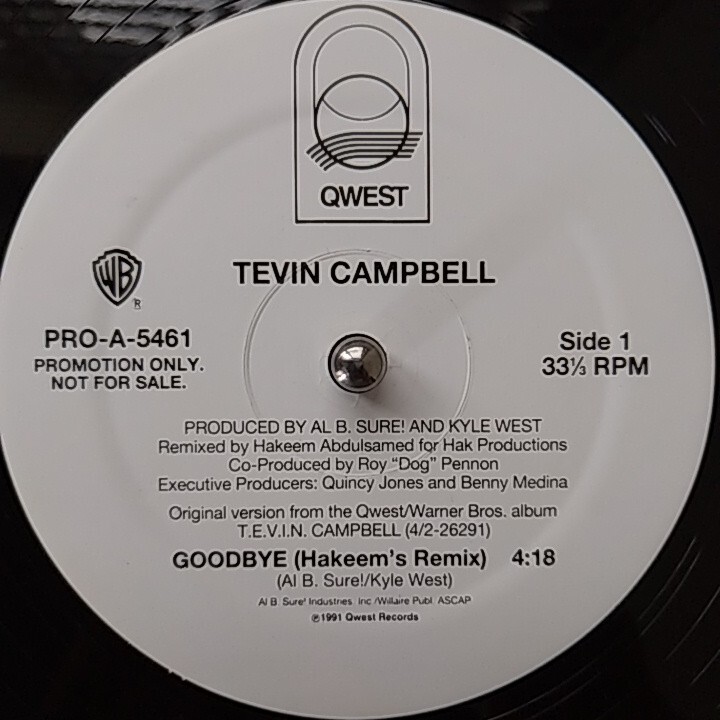 QWEST
TEVIN CAMPBELL
WB
R
PRO-A-5461
PROMOTION ONLY.
NOT FOR SALE.
Side 1
33⅓ RPM
PRODUCED BY AL B. SURE! AND KYLE WEST
Remixed by Hakeem Abdulsamed for Hak Productions
Co-Produced by Roy "Dog" Pennon
Executive Producers: Quincy Jones and Benny Medina
Original version from the Qwest/Warner Bros. album
T.E.V.I.N. CAMPBELL (4/2-26291)
GOODBYE (Hakeem's Remix) 4:18
(Al B. Sure!/Kyle West)
Al B. Sure! Industries, Inc./Willaire Publ. ASCAP
℗1991 Qwest Records